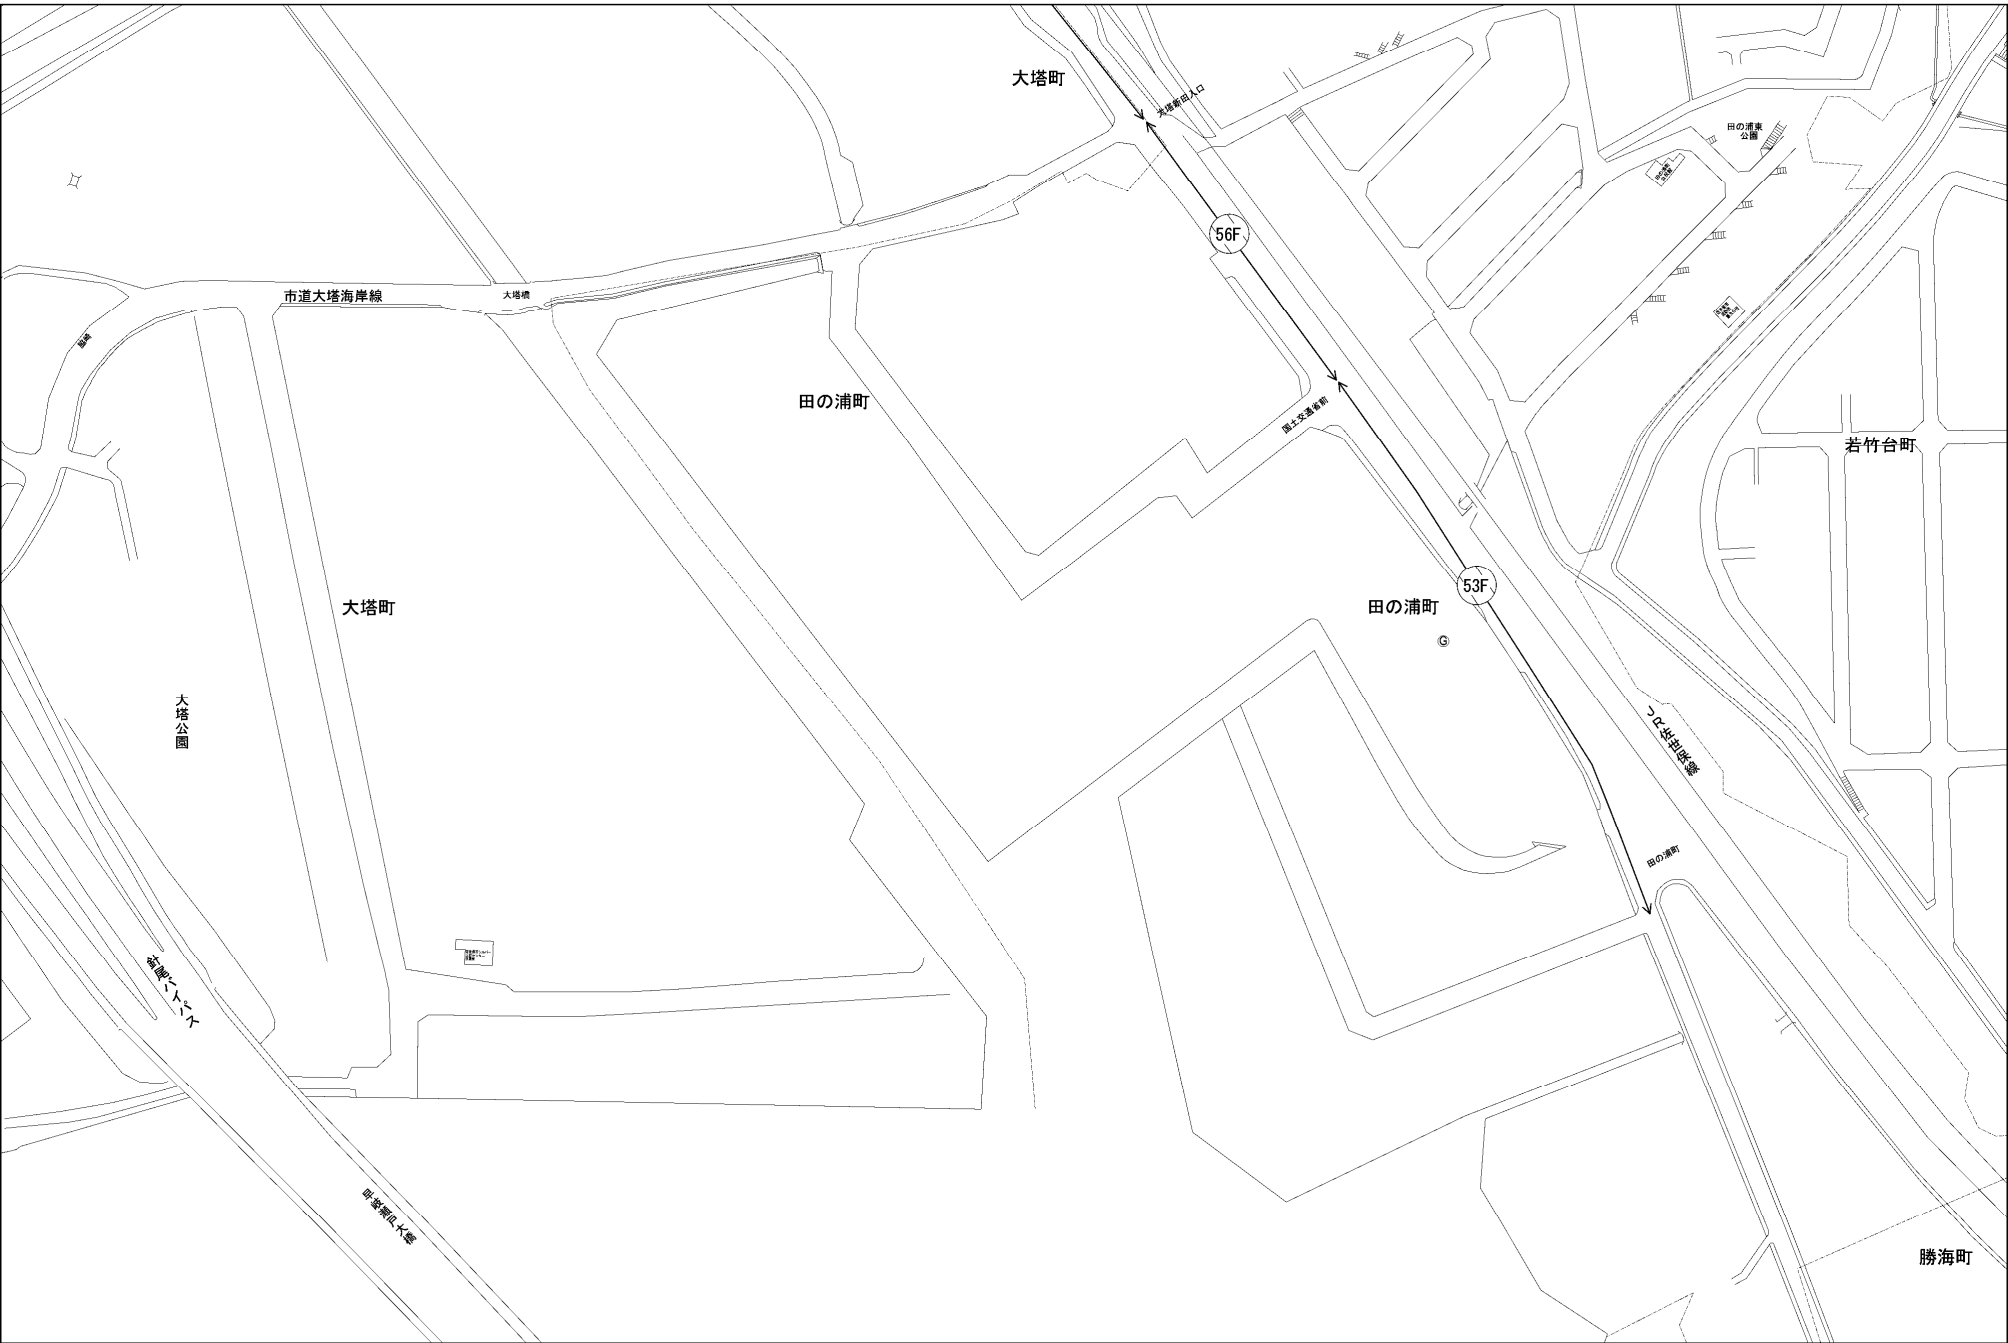 大塔町
大塔新田入口
田の浦東
公園
56F
市道大塔海岸線
大塔橋
脇崎
田の浦町
国土交通省前
若竹台町
53F
大塔町
田の浦町
G
大塔公園
JR佐世保線
田の浦町
針尾バイパス
早岐瀬戸大橋
勝海町